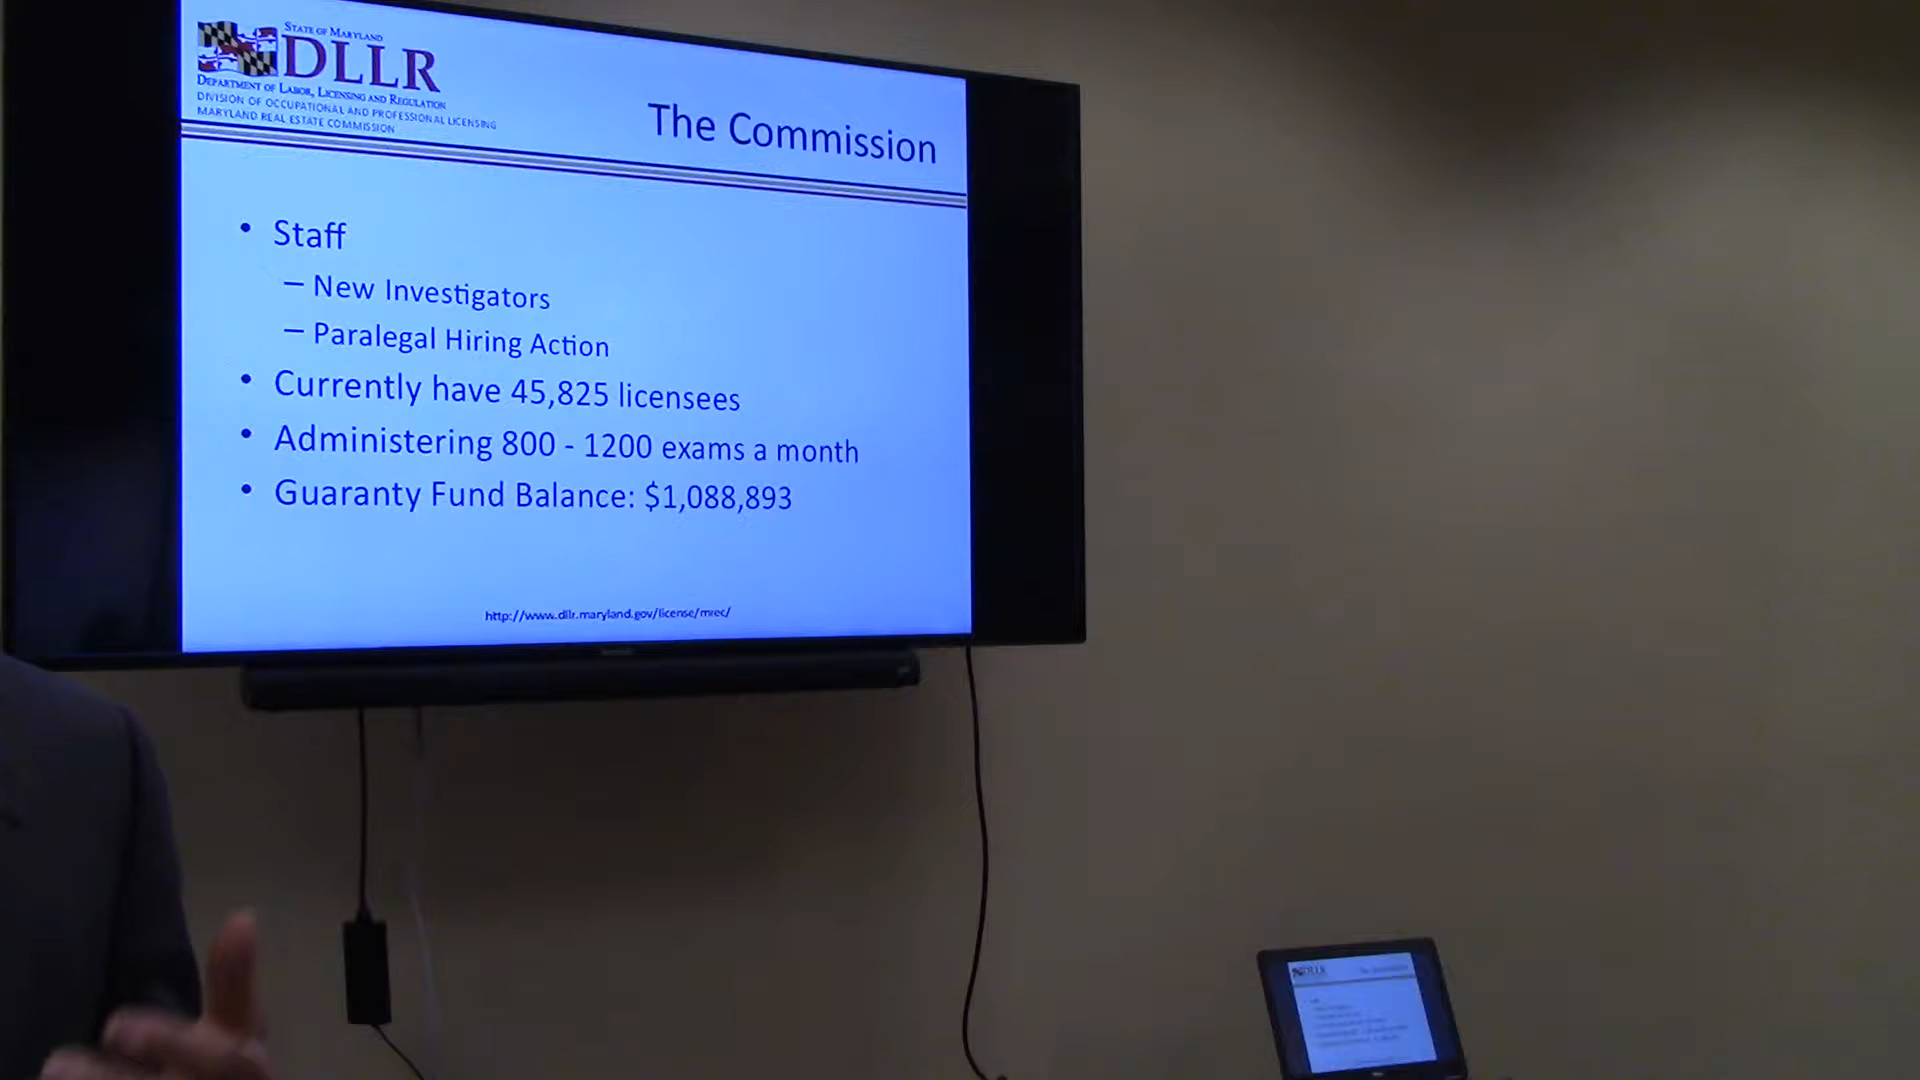 STATE OF MARYLAND
DLLR
DEPARTMENT OF LABOR, LICENSING AND REGULATION
DIVISION OF OCCUPATIONAL AND PROFESSIONAL LICENSING
MARYLAND REAL ESTATE COMMISSION
The Commission
• Staff
– New Investigators
– Paralegal Hiring Action
• Currently have 45,825 licensees
• Administering 800 - 1200 exams a month
• Guaranty Fund Balance: $1,088,893
http://www.dllr.maryland.gov/license/mrec/
DLLR